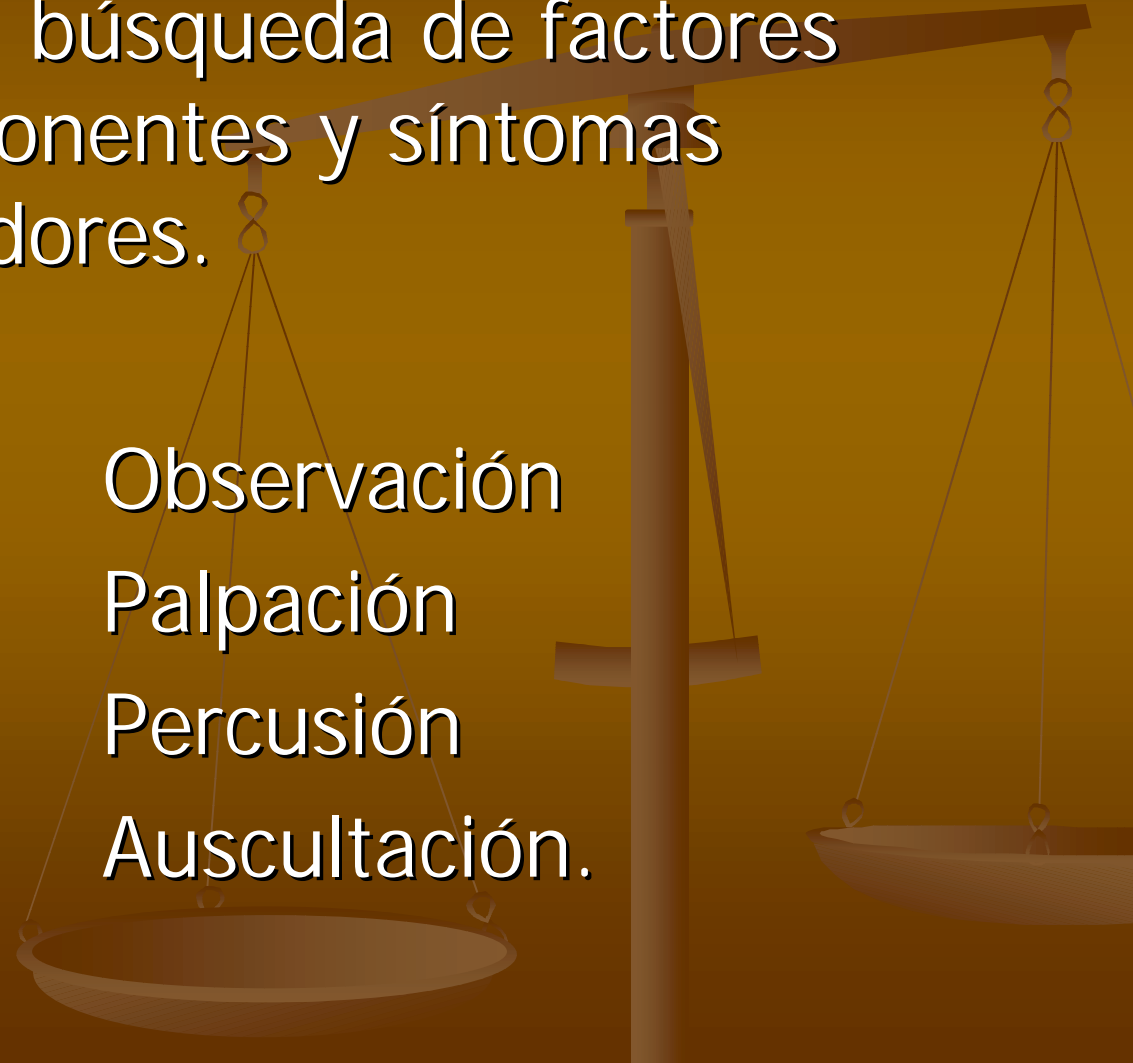 búsqueda de factores
onentes y síntomas
dores.
Observación
Palpación
Percusión
Auscultación.